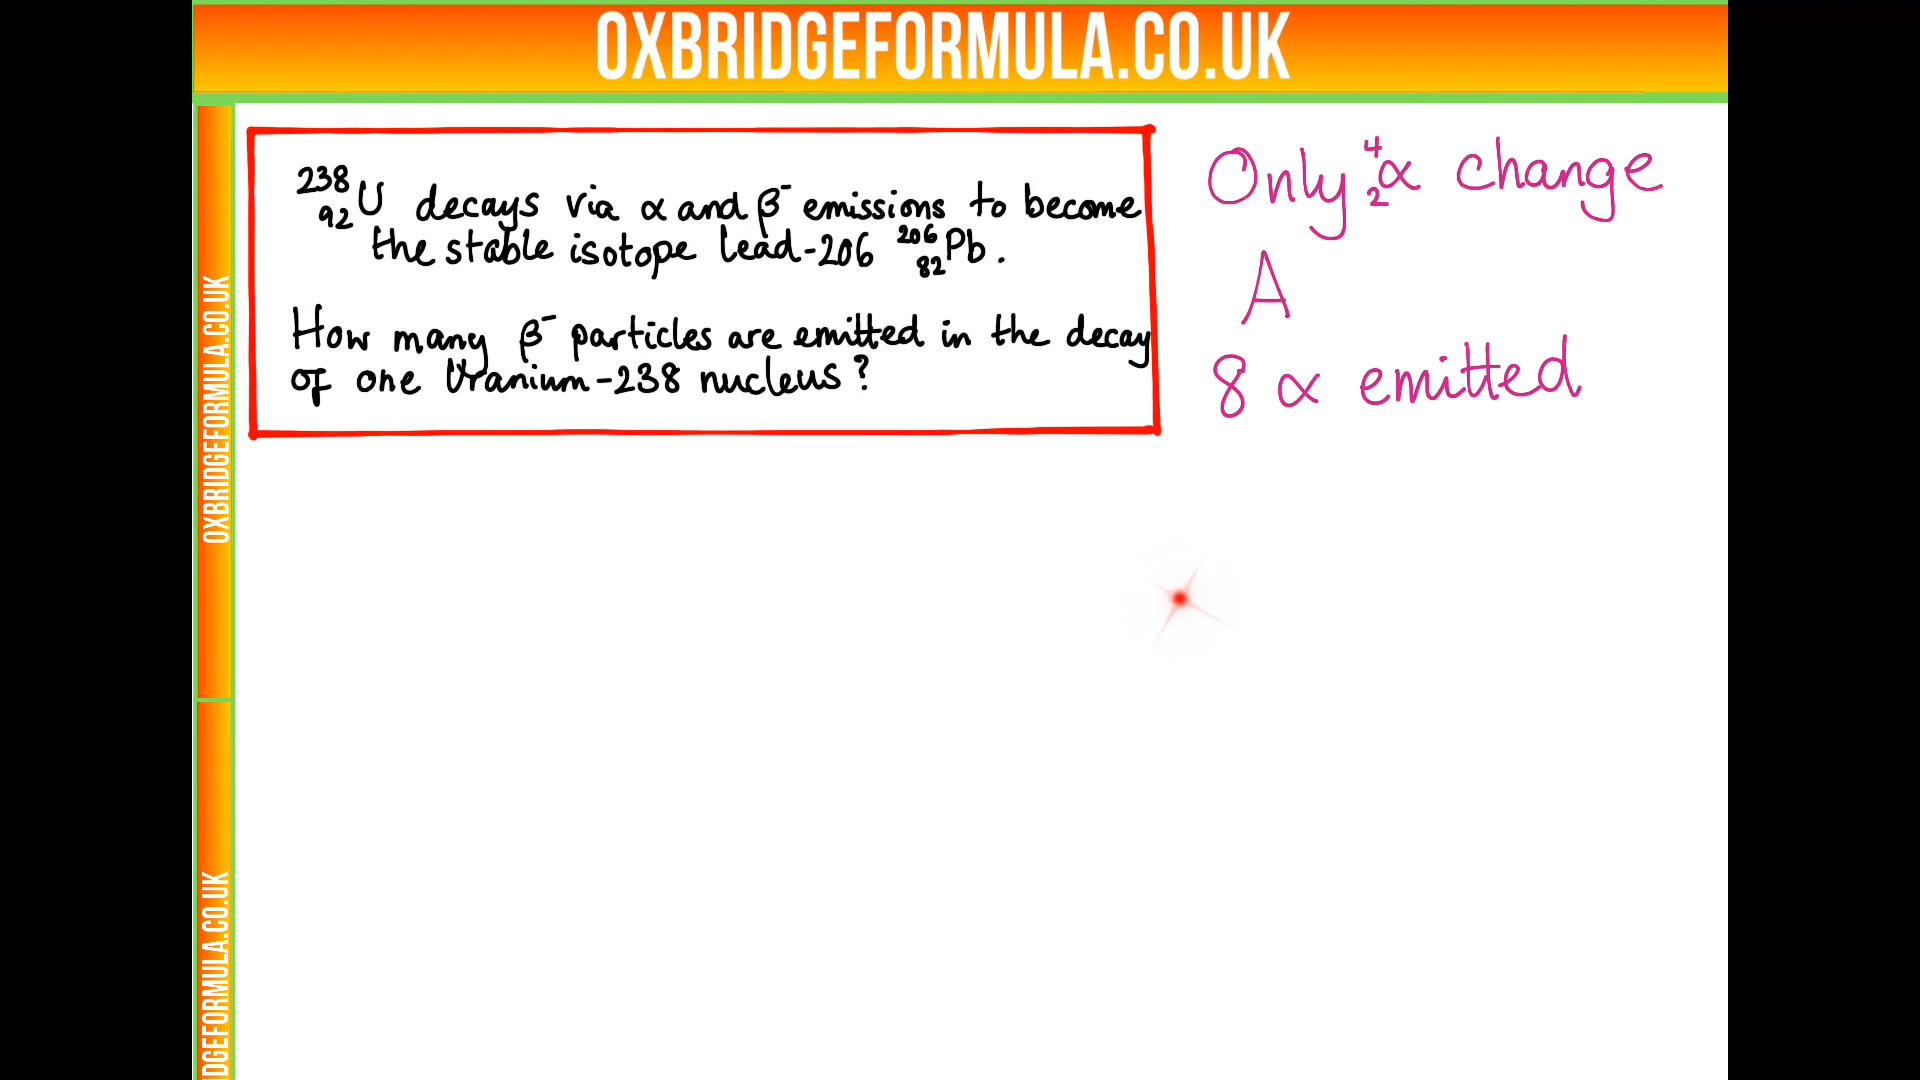 OXBRIDGEFORMULA.CO.UK
OXBRIDGEFORMULA.CO.UK
DGEFORMULA.CO.UK
²³⁸₉₂U decays via α and β⁻ emissions to become
the stable isotope lead-206 ²⁰⁶₈₂Pb.
How many β⁻ particles are emitted in the decay
of one Uranium-238 nucleus?
Only ⁴₂α change
A
8 α emitted